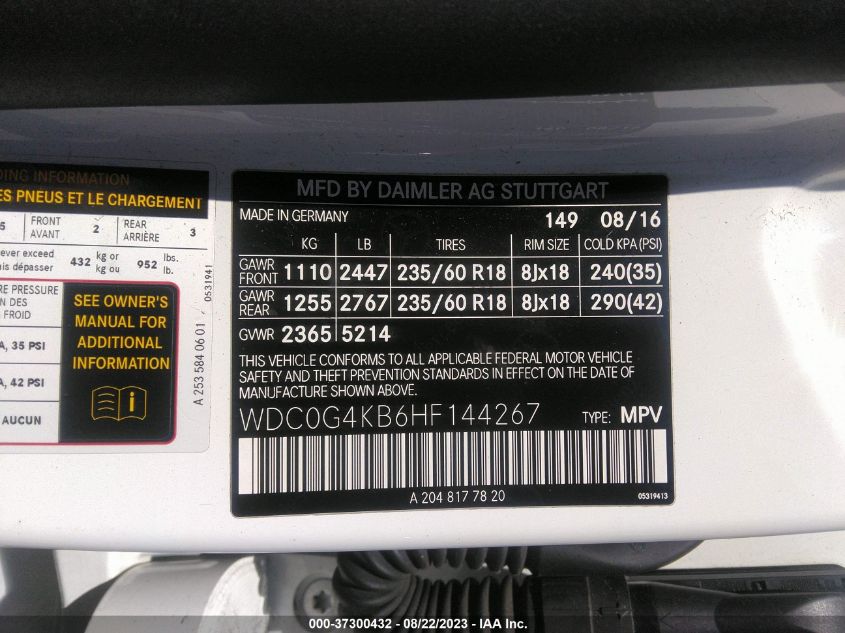 DING INFORMATION
ES PNEUS ET LE CHARGEMENT
5 FRONT AVANT 2 REAR ARRIÈRE 3
ever exceed 432 kg or 952 lbs.
is dépasser kg ou lb.
0531941
E PRESSURE
N DES
FROID
A, 35 PSI
A, 42 PSI
AUCUN
SEE OWNER'S
MANUAL FOR
ADDITIONAL
INFORMATION
i
A 253 584 06 01
MFD BY DAIMLER AG STUTTGART
MADE IN GERMANY 149 08/16
KG LB TIRES RIM SIZE COLD KPA(PSI)
GAWR FRONT 1110 2447 235/60 R18 8Jx18 240(35)
GAWR REAR 1255 2767 235/60 R18 8Jx18 290(42)
GVWR 2365 5214
THIS VEHICLE CONFORMS TO ALL APPLICABLE FEDERAL MOTOR VEHICLE
SAFETY AND THEFT PREVENTION STANDARDS IN EFFECT ON THE DATE OF
MANUFACTURE SHOWN ABOVE.
WDC0G4KB6HF144267 TYPE: MPV
A 204 817 78 20 05319413
000-37300432 - 08/22/2023 - IAA Inc.